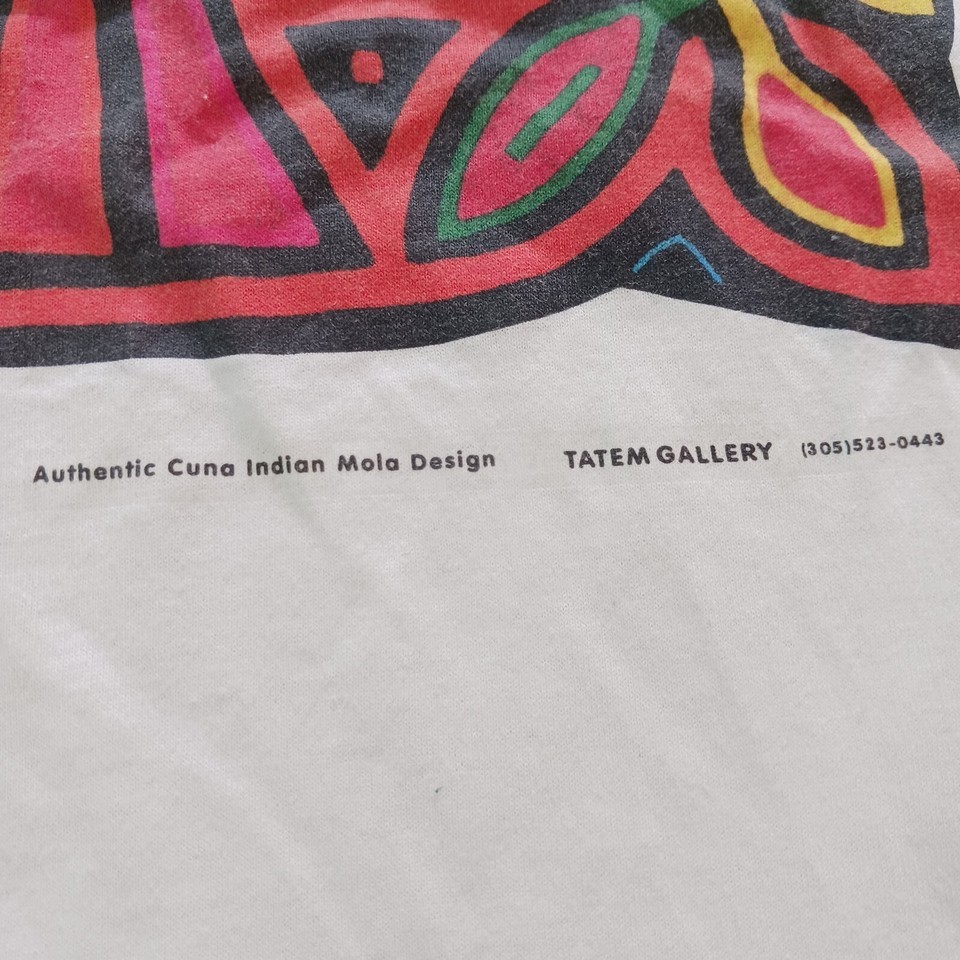 Authentic Cuna Indian Mola Design TATEM GALLERY (305)523-0443